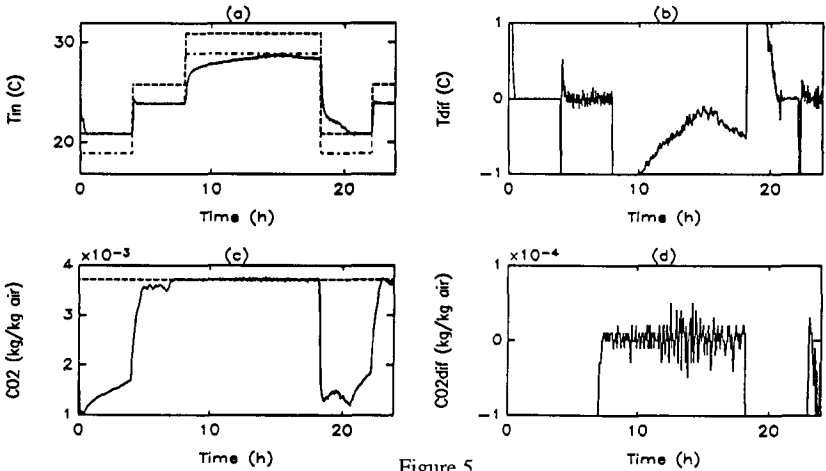 (a)
30
20
Tin (C)
0
10
20
Time (h)
(b)
1
0
-1
Tdif (C)
0
10
20
Time (h)
(c)
×10⁻³
4
3
2
1
CO2 (kg/kg air)
0
10
20
Time (h)
(d)
×10⁻⁴
1
0
-1
CO2dif (kg/kg air)
0
10
20
Time (h)
Figure 5